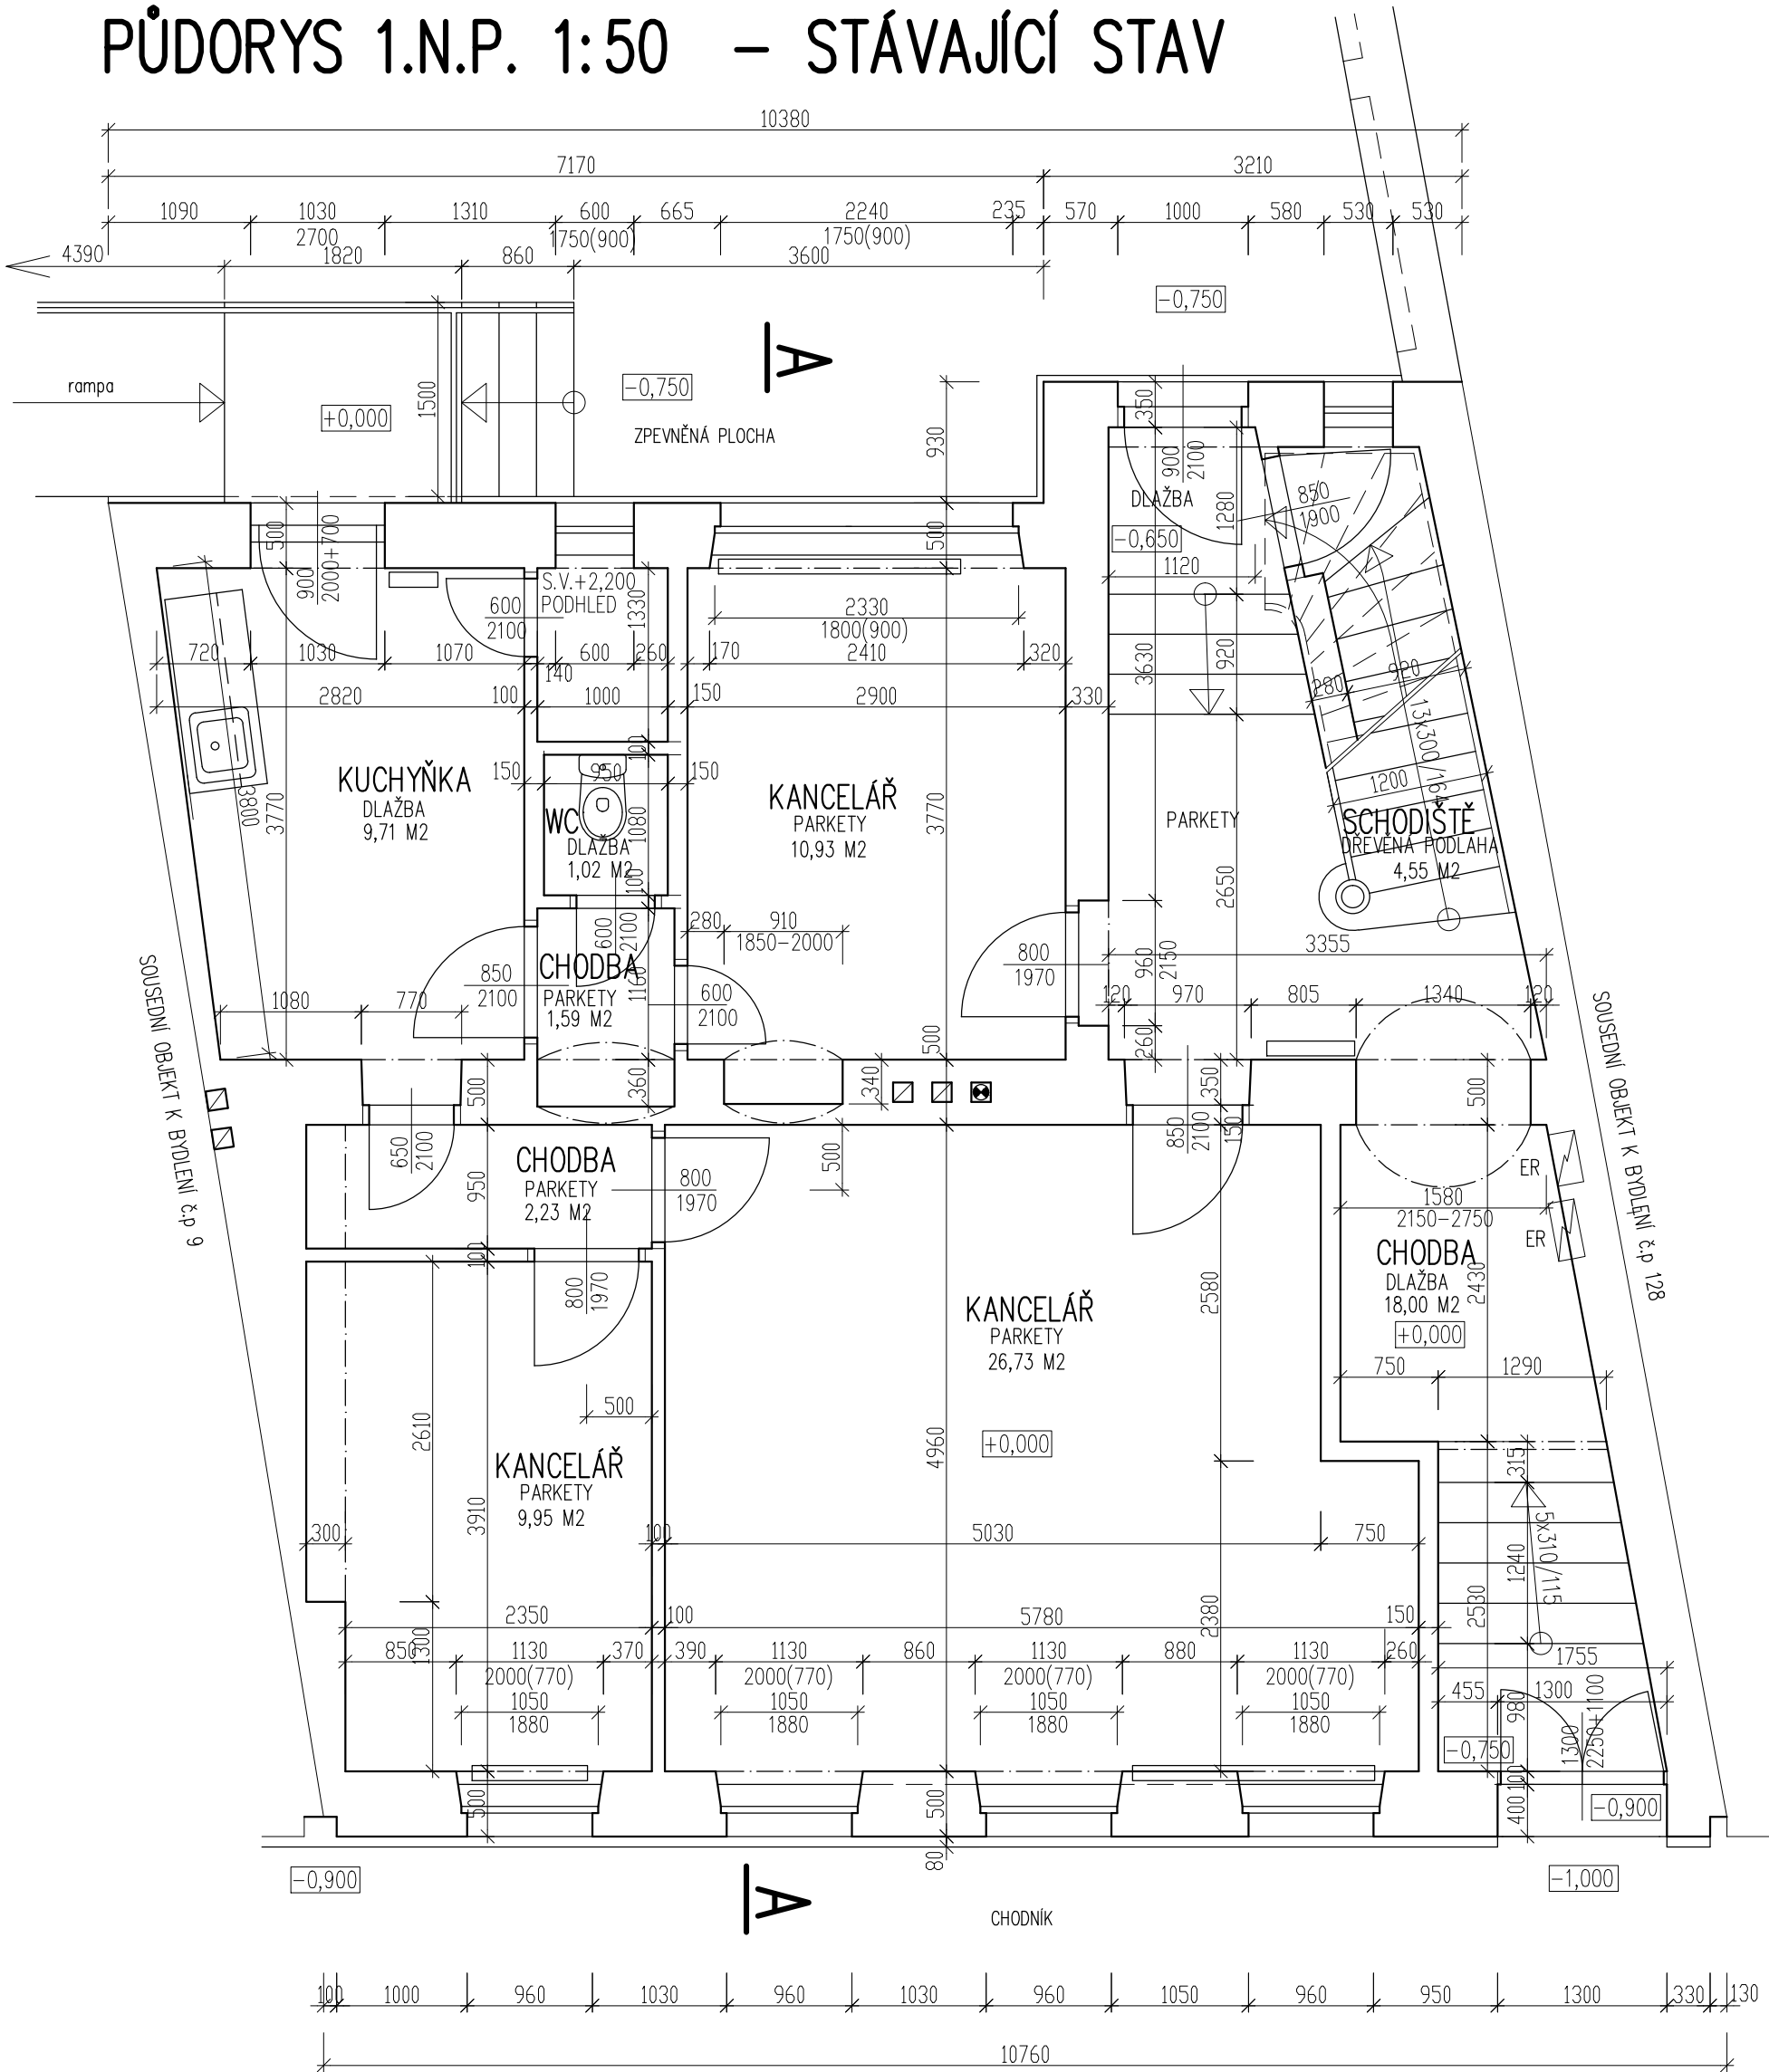 PŮDORYS 1.N.P. 1:50 – STÁVAJÍCÍ STAV
10380
7170 3210
1090 1030 1310 600 665 2240 235 570 1000 580 530 530
2700 1750(900) 1750(900)
4390 1820 860 3600
-0,750
rampa
+0,000
1500
-0,750
ZPEVNĚNÁ PLOCHA
A
930
350
900
2100
1280
850
1900
DLAŽBA
-0,650
1120
500
900
2000+700
500
S.V.+2,200
PODHLED
600
2100
1330
2330
1800(900)
720 1030 1070 140 600 260 170 2410 320
3630
920
280 920
2820 100 1000 150 2900 330
100
13x300/164
1200
KUCHYŇKA
DLAŽBA
9,71 M2
3800
3770
150 950 150
WC
DLAŽBA
1,02 M2
1080
100
KANCELÁŘ
PARKETY
10,93 M2
3770
PARKETY
2650
SCHODIŠTĚ
DŘEVĚNÁ PODLAHA
4,55 M2
280 910
1850-2000
600
2100
800
1970
960
2150
3355
SOUSEDNÍ OBJEKT K BYDLENÍ č.p 9
850
2100
CHODBA
PARKETY
1,59 M2
1160
600
2100
1080 770
120 970 805 1340 120
SOUSEDNÍ OBJEKT K BYDLENÍ č.p 128
500
360
340
500
260
350
500
650
2100
950
CHODBA
PARKETY
2,23 M2
800
1970
500
850
2100
150
ER
1580
2150-2750
ER
100
800
1970
CHODBA
DLAŽBA
18,00 M2
+0,000
2430
2580
KANCELÁŘ
PARKETY
26,73 M2
750 1290
2610
500
KANCELÁŘ
PARKETY
9,95 M2
3910
4960
+0,000
315
300 100 5030 750
1240
5x310/115
2530
2350 100 5780 150
2380
1300
850 1130 370 390 1130 860 1130 880 1130 260
2000(770) 2000(770) 2000(770) 2000(770)
1050 1050 1050 1050
1880 1880 1880 1880
1755
455 1300
980
1300
2250+1100
-0,750
100
400
-0,900
500
500
80
-0,900
-1,000
A
CHODNÍK
100 1000 960 1030 960 1030 960 1050 960 950 1300 330 130
10760